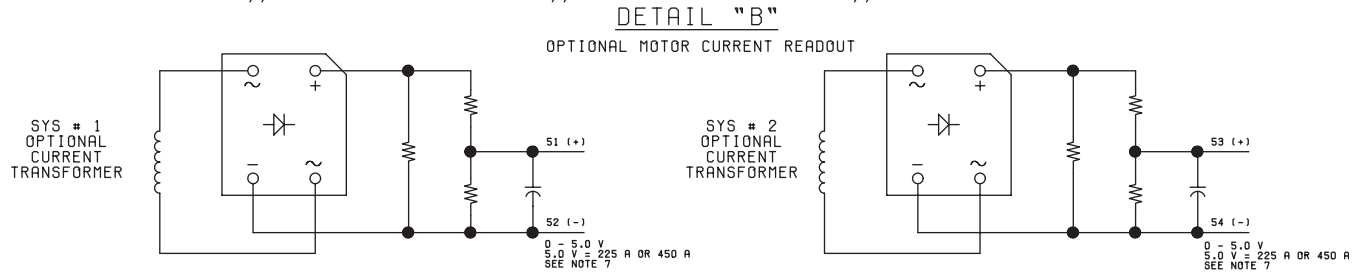 DETAIL "B"
OPTIONAL MOTOR CURRENT READOUT
SYS # 1
OPTIONAL
CURRENT
TRANSFORMER
~
+
−
~
51 (+)
52 (-)
0 - 5.0 V
5.0 V = 225 A OR 450 A
SEE NOTE 7
SYS # 2
OPTIONAL
CURRENT
TRANSFORMER
~
+
−
~
53 (+)
54 (-)
0 - 5.0 V
5.0 V = 225 A OR 450 A
SEE NOTE 7